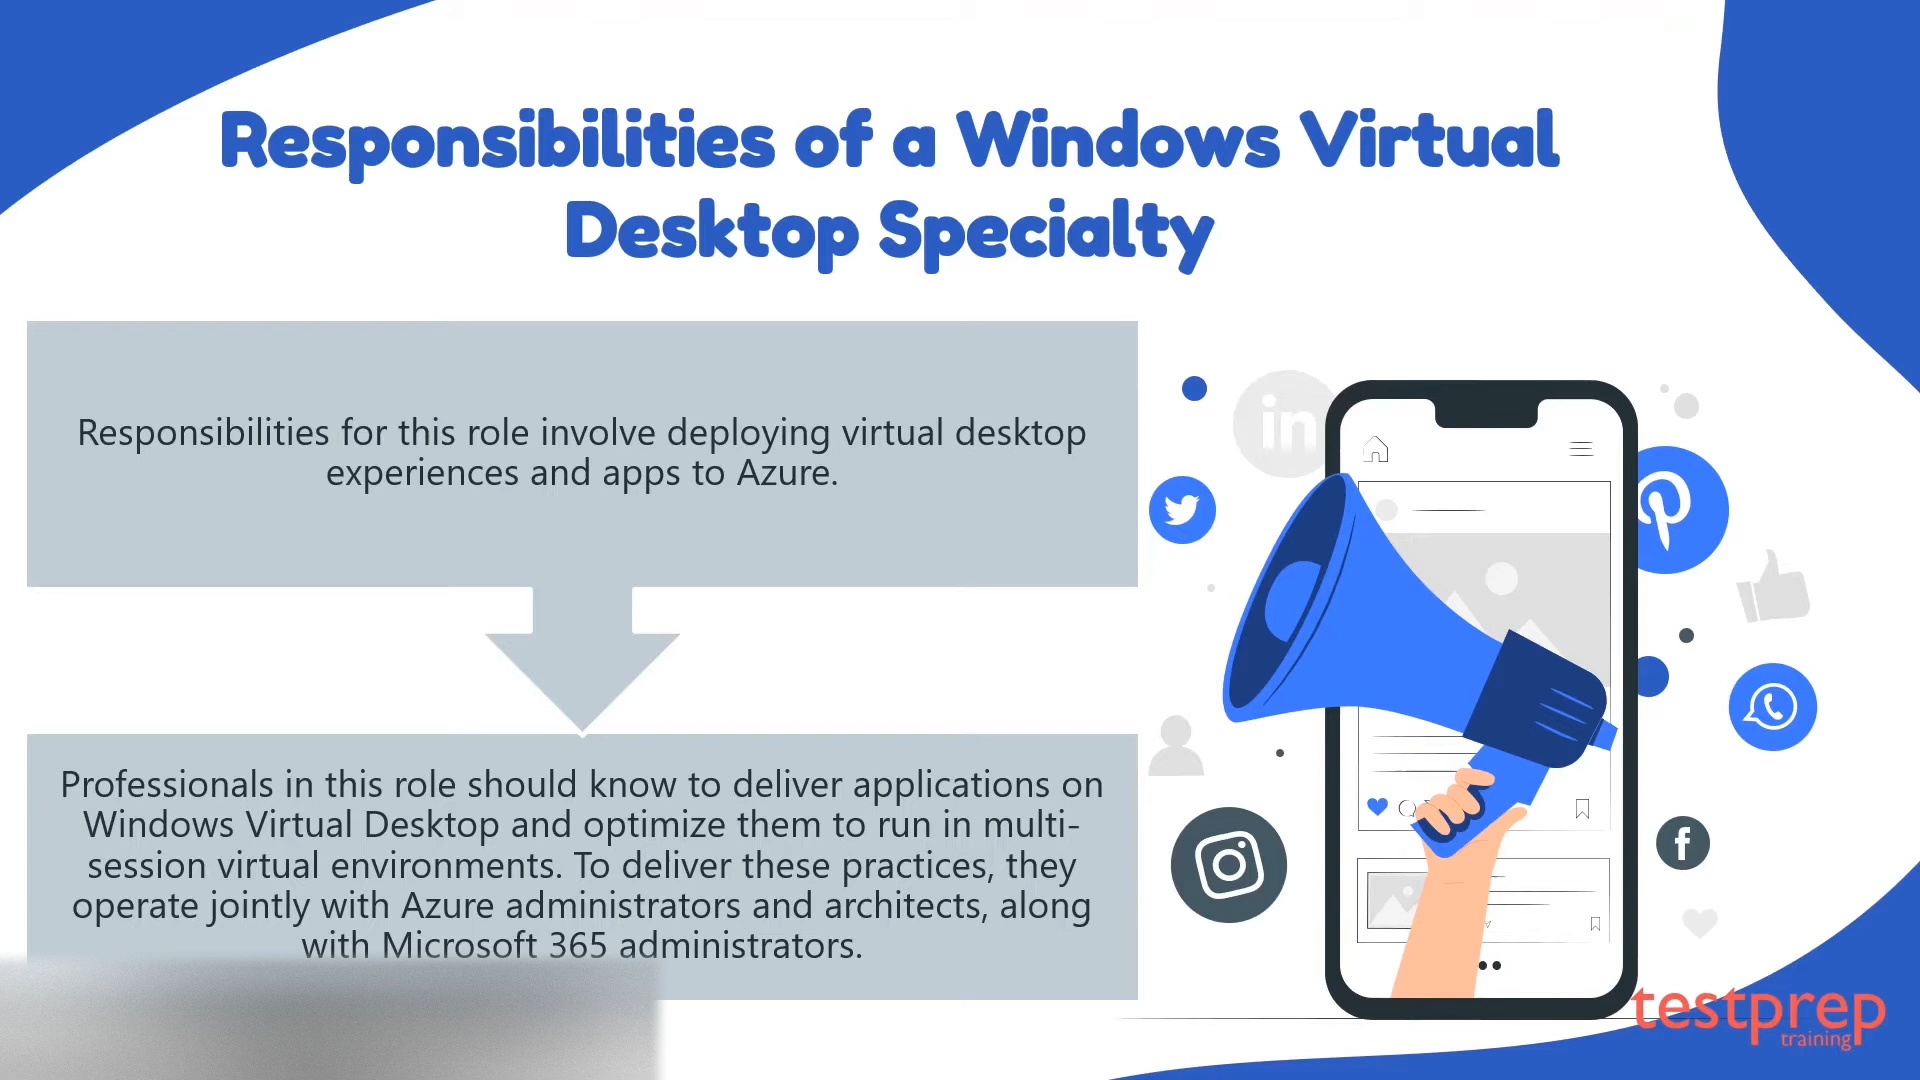 Responsibilities of a Windows Virtual
Desktop Specialty
Responsibilities for this role involve deploying virtual desktop
experiences and apps to Azure.
Professionals in this role should know to deliver applications on
Windows Virtual Desktop and optimize them to run in multi-
session virtual environments. To deliver these practices, they
operate jointly with Azure administrators and architects, along
with Microsoft 365 administrators.
in
f
testprep
training